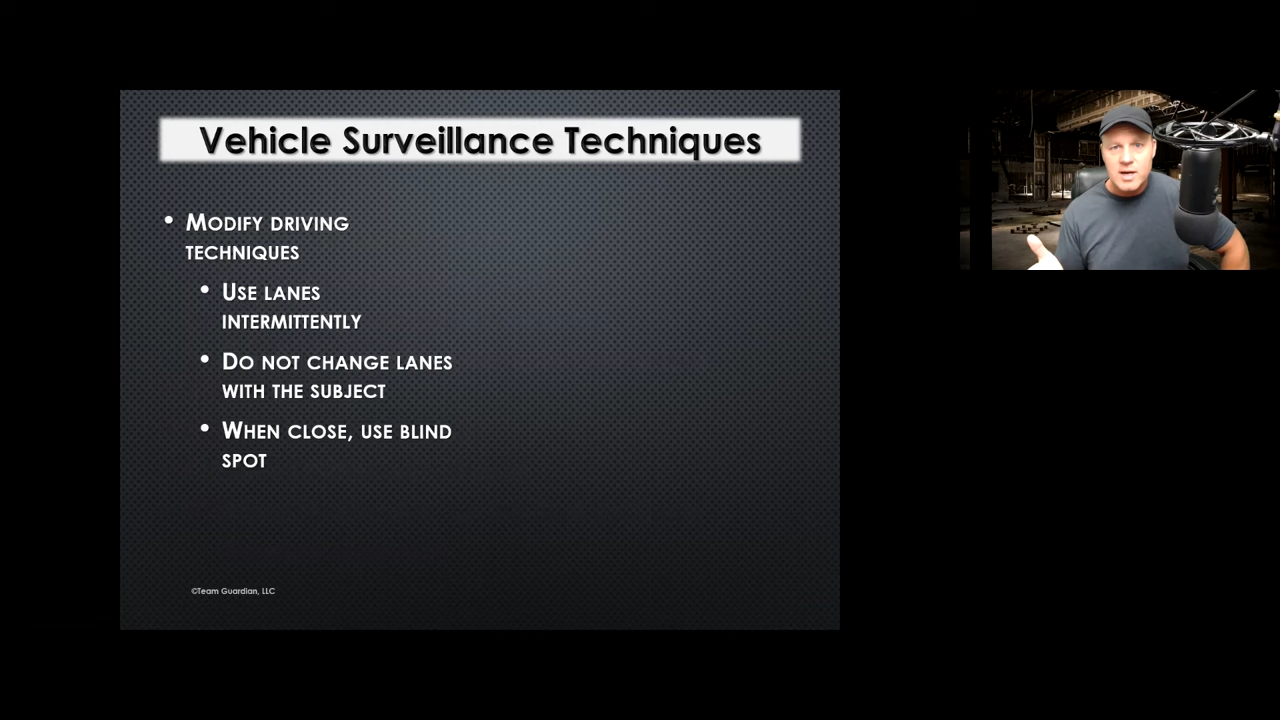 Vehicle Surveillance Techniques
• Modify driving
techniques
• Use lanes
intermittently
• Do not change lanes
with the subject
• When close, use blind
spot
©Team Guardian, LLC